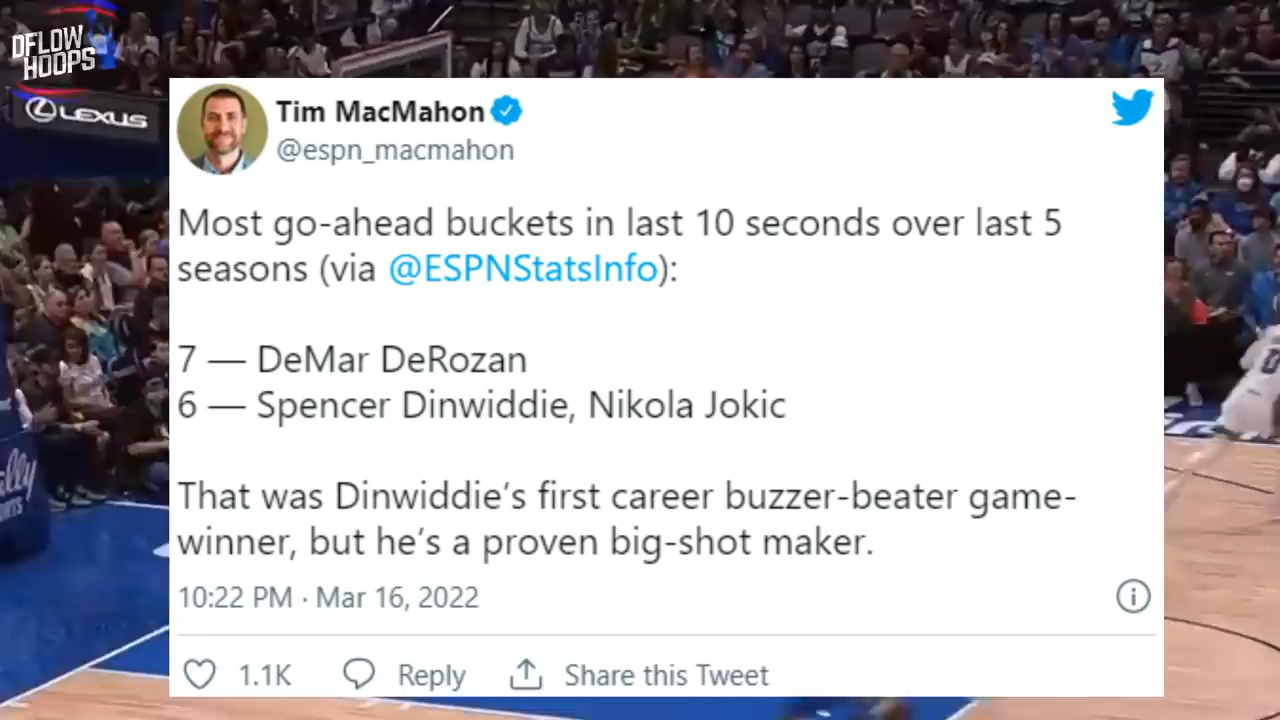 DFLOW
HOOPS
LEXUS
Tim MacMahon
@espn_macmahon
Most go-ahead buckets in last 10 seconds over last 5
seasons (via @ESPNStatsInfo):
7 — DeMar DeRozan
6 — Spencer Dinwiddie, Nikola Jokic
That was Dinwiddie’s first career buzzer-beater game-
winner, but he’s a proven big-shot maker.
10:22 PM · Mar 16, 2022
1.1K Reply Share this Tweet